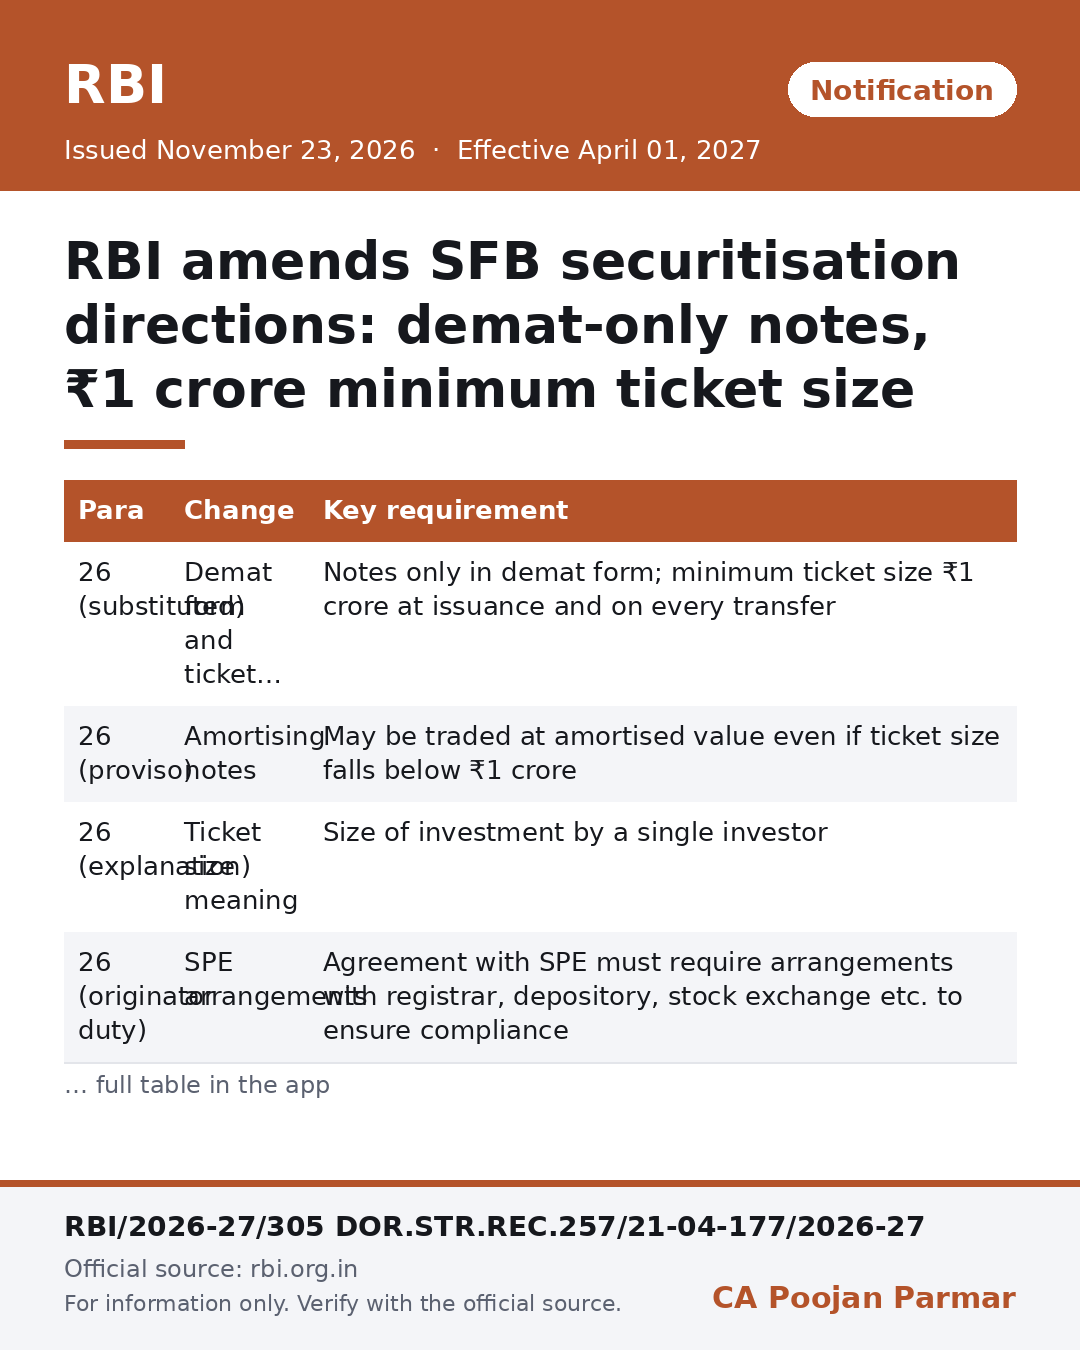 RBI
Notification
Issued November 23, 2026 · Effective April 01, 2027
RBI amends SFB securitisation
directions: demat-only notes,
₹1 crore minimum ticket size
Para Change Key requirement
26
(substituted)
Demat
form
and
ticket…
Notes only in demat form; minimum ticket size ₹1
crore at issuance and on every transfer
26
(proviso)
Amortising
notes
May be traded at amortised value even if ticket size
falls below ₹1 crore
26
(explanation)
Ticket
size
meaning
Size of investment by a single investor
26
(originator
duty)
SPE
arrangements
Agreement with SPE must require arrangements
with registrar, depository, stock exchange etc. to
ensure compliance
… full table in the app
RBI/2026-27/305 DOR.STR.REC.257/21-04-177/2026-27
Official source: rbi.org.in
For information only. Verify with the official source.
CA Poojan Parmar